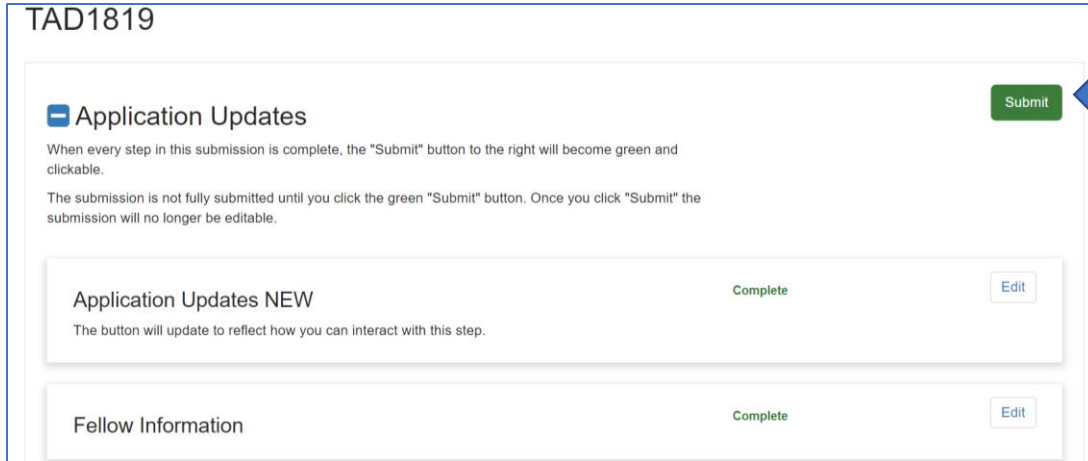 TAD1819
Application Updates
Submit
When every step in this submission is complete, the "Submit" button to the right will become green and
clickable.
The submission is not fully submitted until you click the green "Submit" button. Once you click "Submit" the
submission will no longer be editable.
Application Updates NEW
Complete
Edit
The button will update to reflect how you can interact with this step.
Fellow Information
Complete
Edit